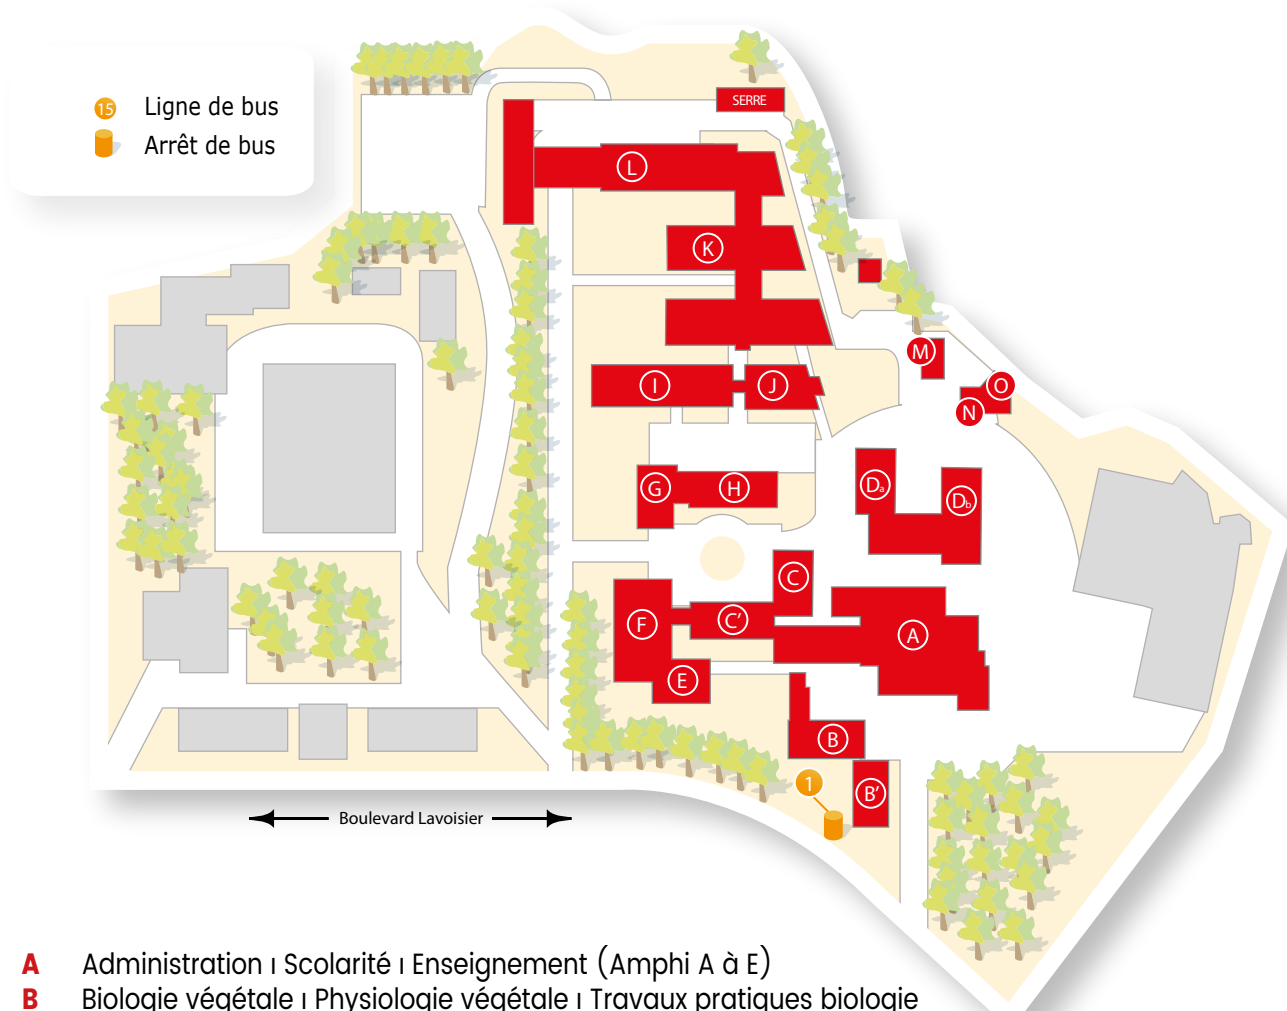 15 Ligne de bus
Arrêt de bus
SERRE
L
K
M
I
J
O
N
G
H
Da
Db
C
F
C'
A
E
B
1
B'
Boulevard Lavoisier
A Administration ı Scolarité ı Enseignement (Amphi A à E)
B Biologie végétale ı Physiologie végétale ı Travaux pratiques biologie